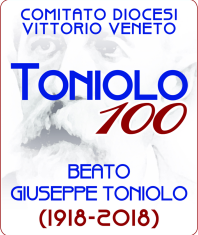 COMITATO DIOCESI
VITTORIO VENETO
TONIOLO
100
BEATO
GIUSEPPE TONIOLO
(1918-2018)